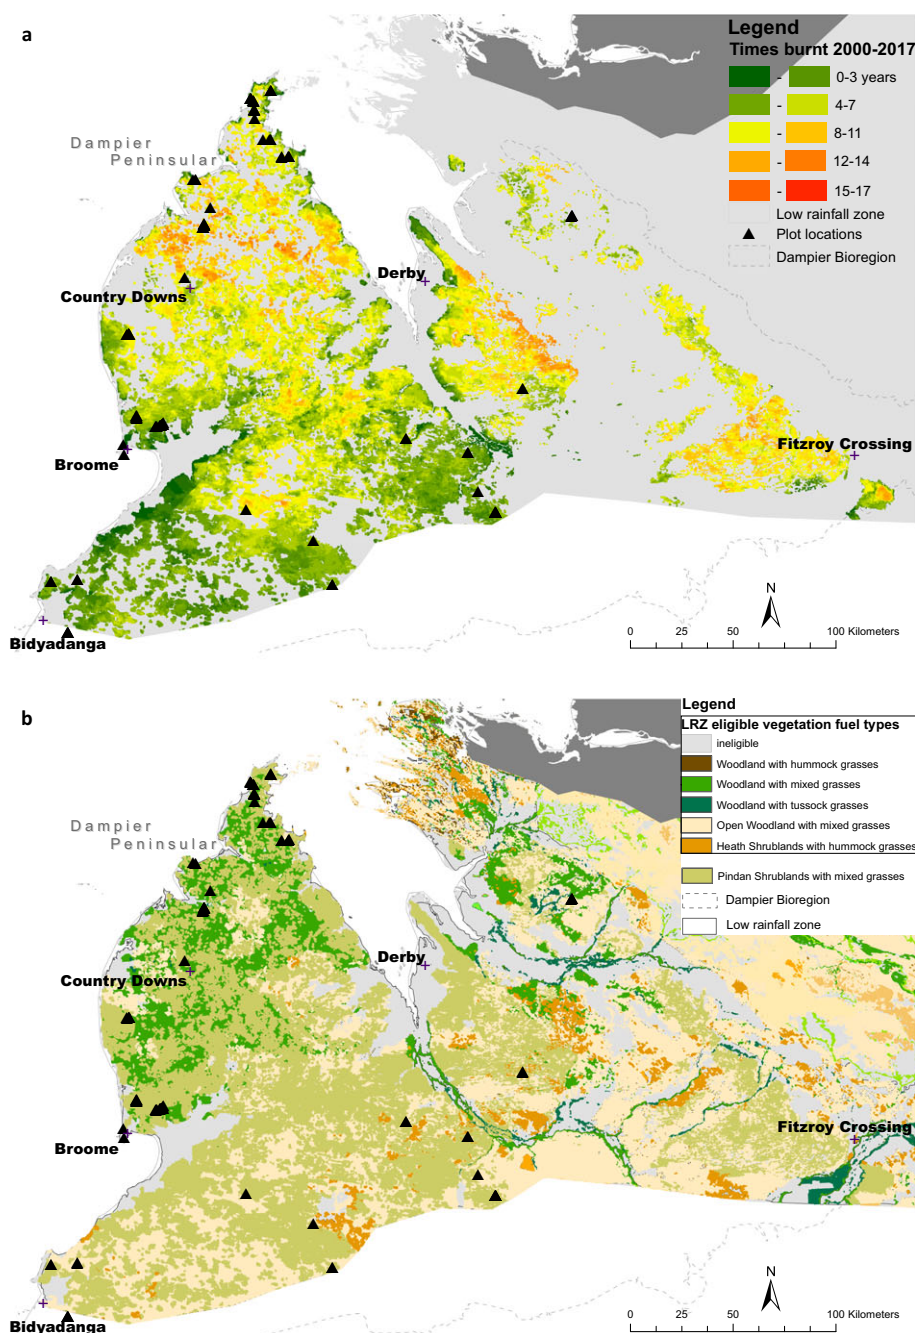 a
Legend
Times burnt 2000-2017
- 0-3 years
- 4-7
- 8-11
- 12-14
- 15-17
Low rainfall zone
Plot locations
Dampier Bioregion
Dampier
Peninsular
Derby
Country Downs
Broome
Fitzroy Crossing
Bidyadanga
N
0 25 50 100 Kilometers
b
Legend
LRZ eligible vegetation fuel types
ineligible
Woodland with hummock grasses
Woodland with mixed grasses
Woodland with tussock grasses
Open Woodland with mixed grasses
Heath Shrublands with hummock grasses
Pindan Shrublands with mixed grasses
Dampier Bioregion
Low rainfall zone
Dampier
Peninsular
Derby
Country Downs
Broome
Fitzroy Crossing
Bidyadanga
N
0 25 50 100 Kilometers